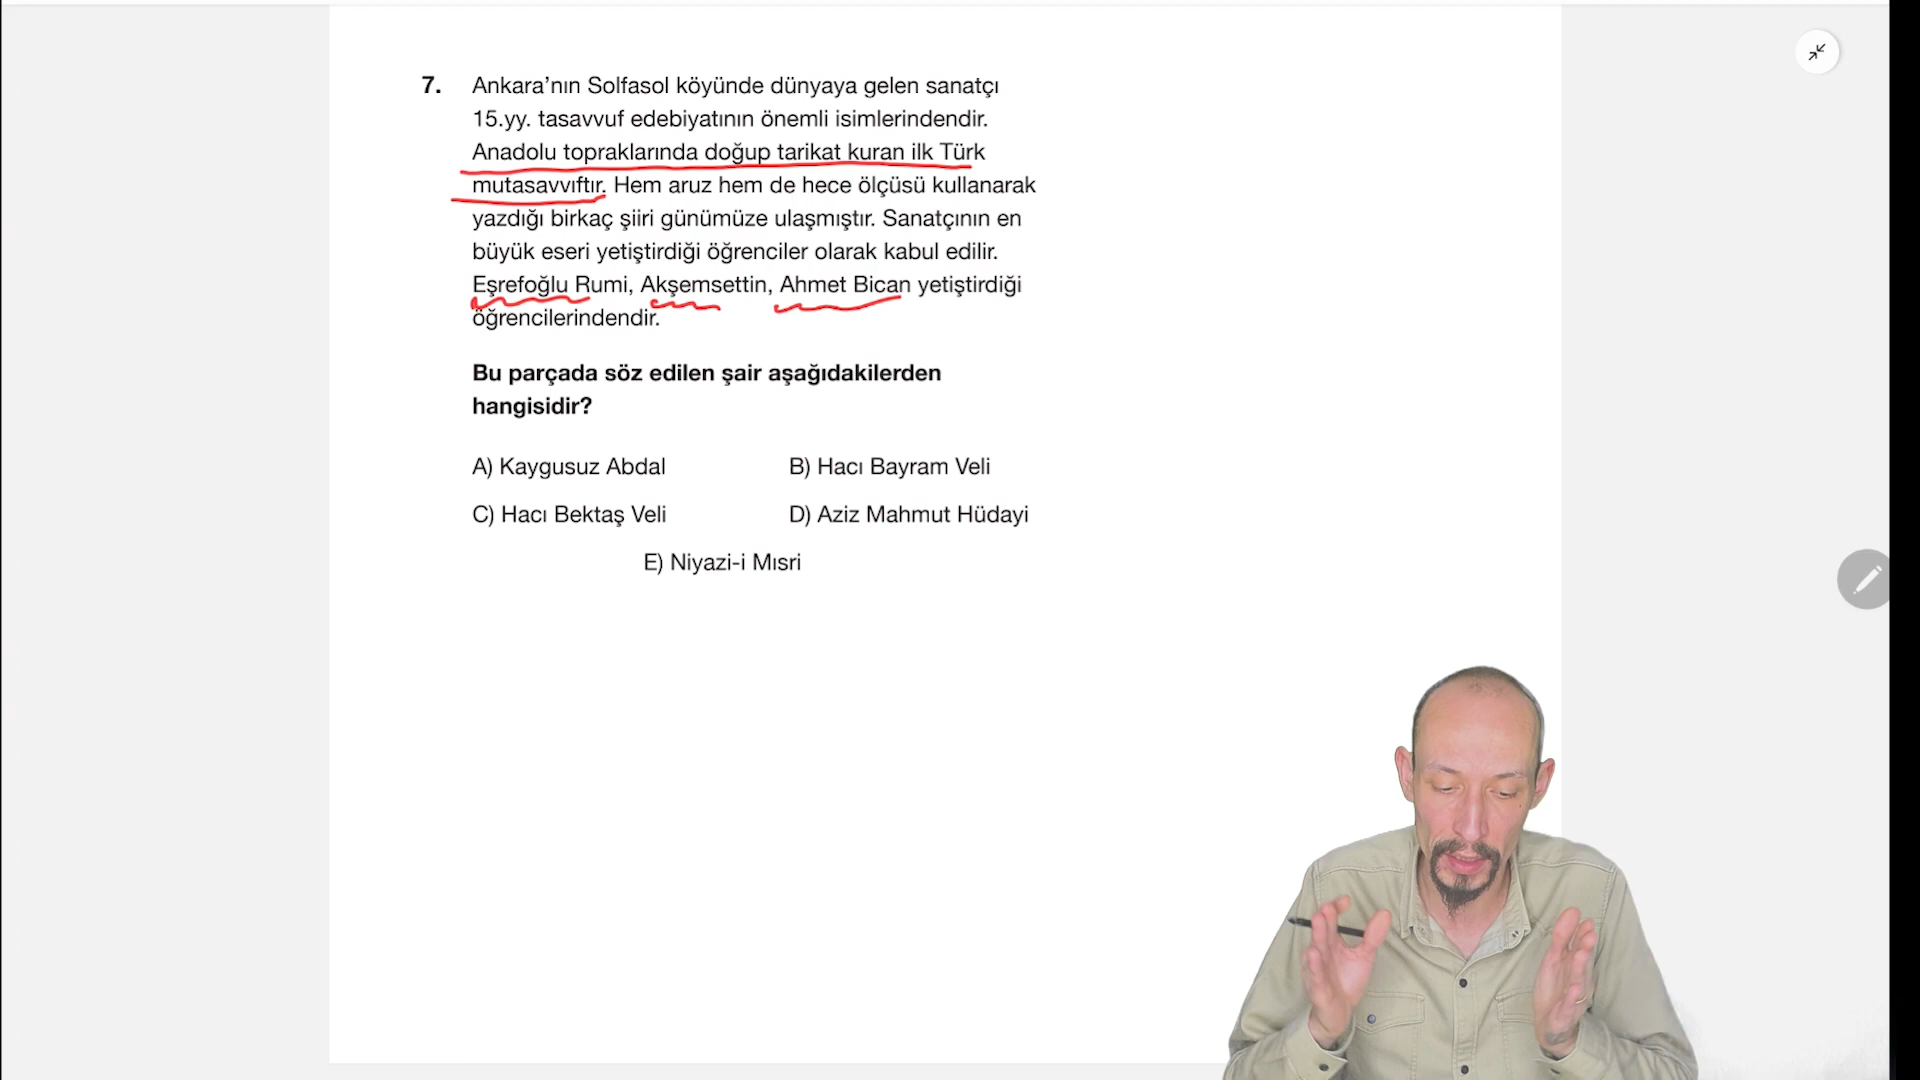 7. Ankara’nın Solfasol köyünde dünyaya gelen sanatçı
15.yy. tasavvuf edebiyatının önemli isimlerindendir.
Anadolu topraklarında doğup tarikat kuran ilk Türk
mutasavvıftır. Hem aruz hem de hece ölçüsü kullanarak
yazdığı birkaç şiiri günümüze ulaşmıştır. Sanatçının en
büyük eseri yetiştirdiği öğrenciler olarak kabul edilir.
Eşrefoğlu Rumi, Akşemsettin, Ahmet Bican yetiştirdiği
öğrencilerindendir.
Bu parçada söz edilen şair aşağıdakilerden
hangisidir?
A) Kaygusuz Abdal B) Hacı Bayram Veli
C) Hacı Bektaş Veli D) Aziz Mahmut Hüdayi
E) Niyazi-i Mısri